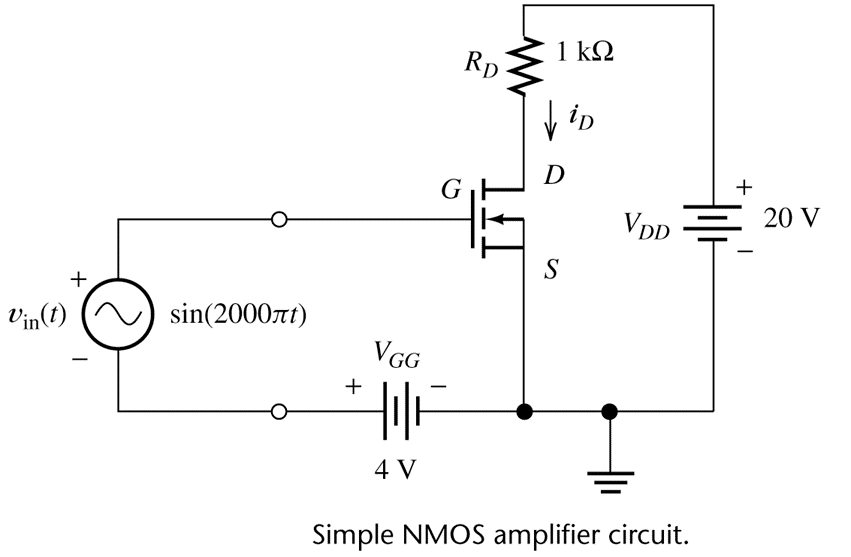 R_D 1 kΩ
i_D
G D
+
V_DD 20 V
−
S
+
v_in(t) sin(2000πt)
−
V_GG
+ −
4 V
Simple NMOS amplifier circuit.